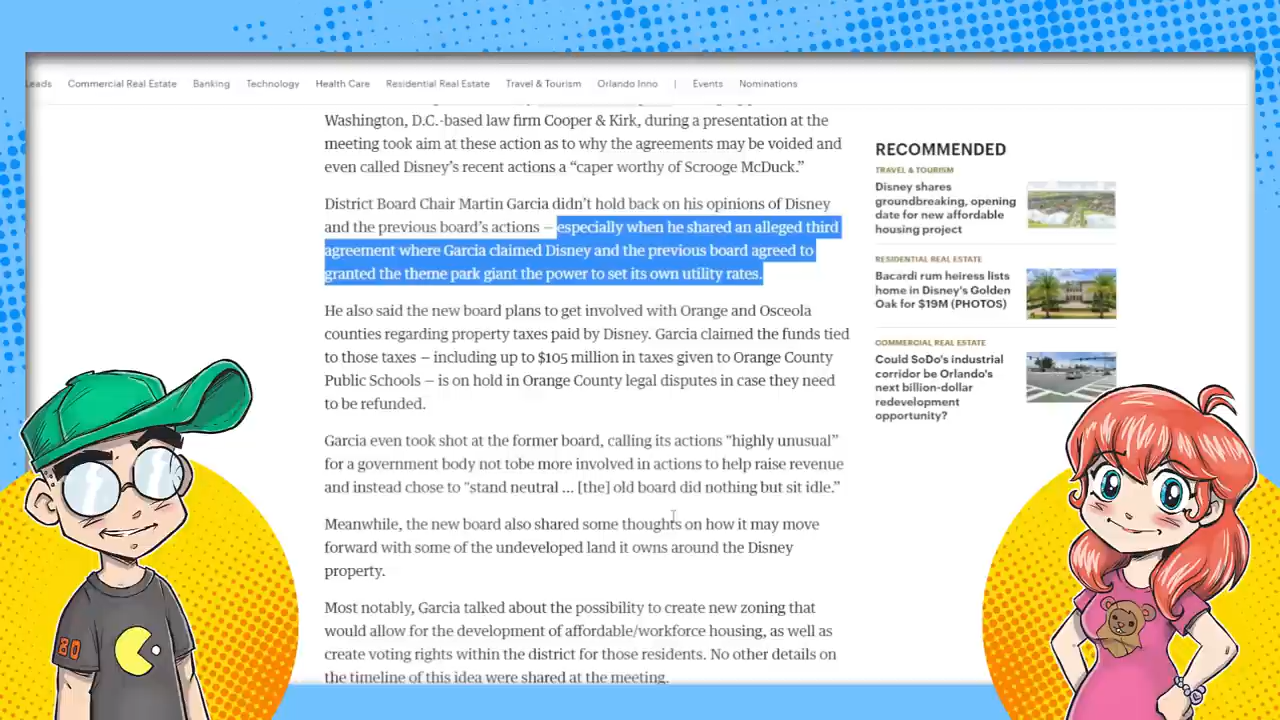 Leads Commercial Real Estate Banking Technology Health Care Residential Real Estate Travel & Tourism Orlando Inno | Events Nominations
Washington, D.C.-based law firm Cooper & Kirk, during a presentation at the
meeting took aim at these action as to why the agreements may be voided and
even called Disney's recent actions a “caper worthy of Scrooge McDuck.”
District Board Chair Martin Garcia didn't hold back on his opinions of Disney
and the previous board's actions — especially when he shared an alleged third
agreement where Garcia claimed Disney and the previous board agreed to
granted the theme park giant the power to set its own utility rates.
He also said the new board plans to get involved with Orange and Osceola
counties regarding property taxes paid by Disney. Garcia claimed the funds tied
to those taxes — including up to $105 million in taxes given to Orange County
Public Schools — is on hold in Orange County legal disputes in case they need
to be refunded.
Garcia even took shot at the former board, calling its actions “highly unusual”
for a government body not tobe more involved in actions to help raise revenue
and instead chose to “stand neutral ... [the] old board did nothing but sit idle.”
Meanwhile, the new board also shared some thoughts on how it may move
forward with some of the undeveloped land it owns around the Disney
property.
Most notably, Garcia talked about the possibility to create new zoning that
would allow for the development of affordable/workforce housing, as well as
create voting rights within the district for those residents. No other details on
the timeline of this idea were shared at the meeting.
RECOMMENDED
TRAVEL & TOURISM
Disney shares
groundbreaking, opening
date for new affordable
housing project
RESIDENTIAL REAL ESTATE
Bacardi rum heiress lists
home in Disney's Golden
Oak for $19M (PHOTOS)
COMMERCIAL REAL ESTATE
Could SoDo's industrial
corridor be Orlando's
next billion-dollar
redevelopment
opportunity?
80